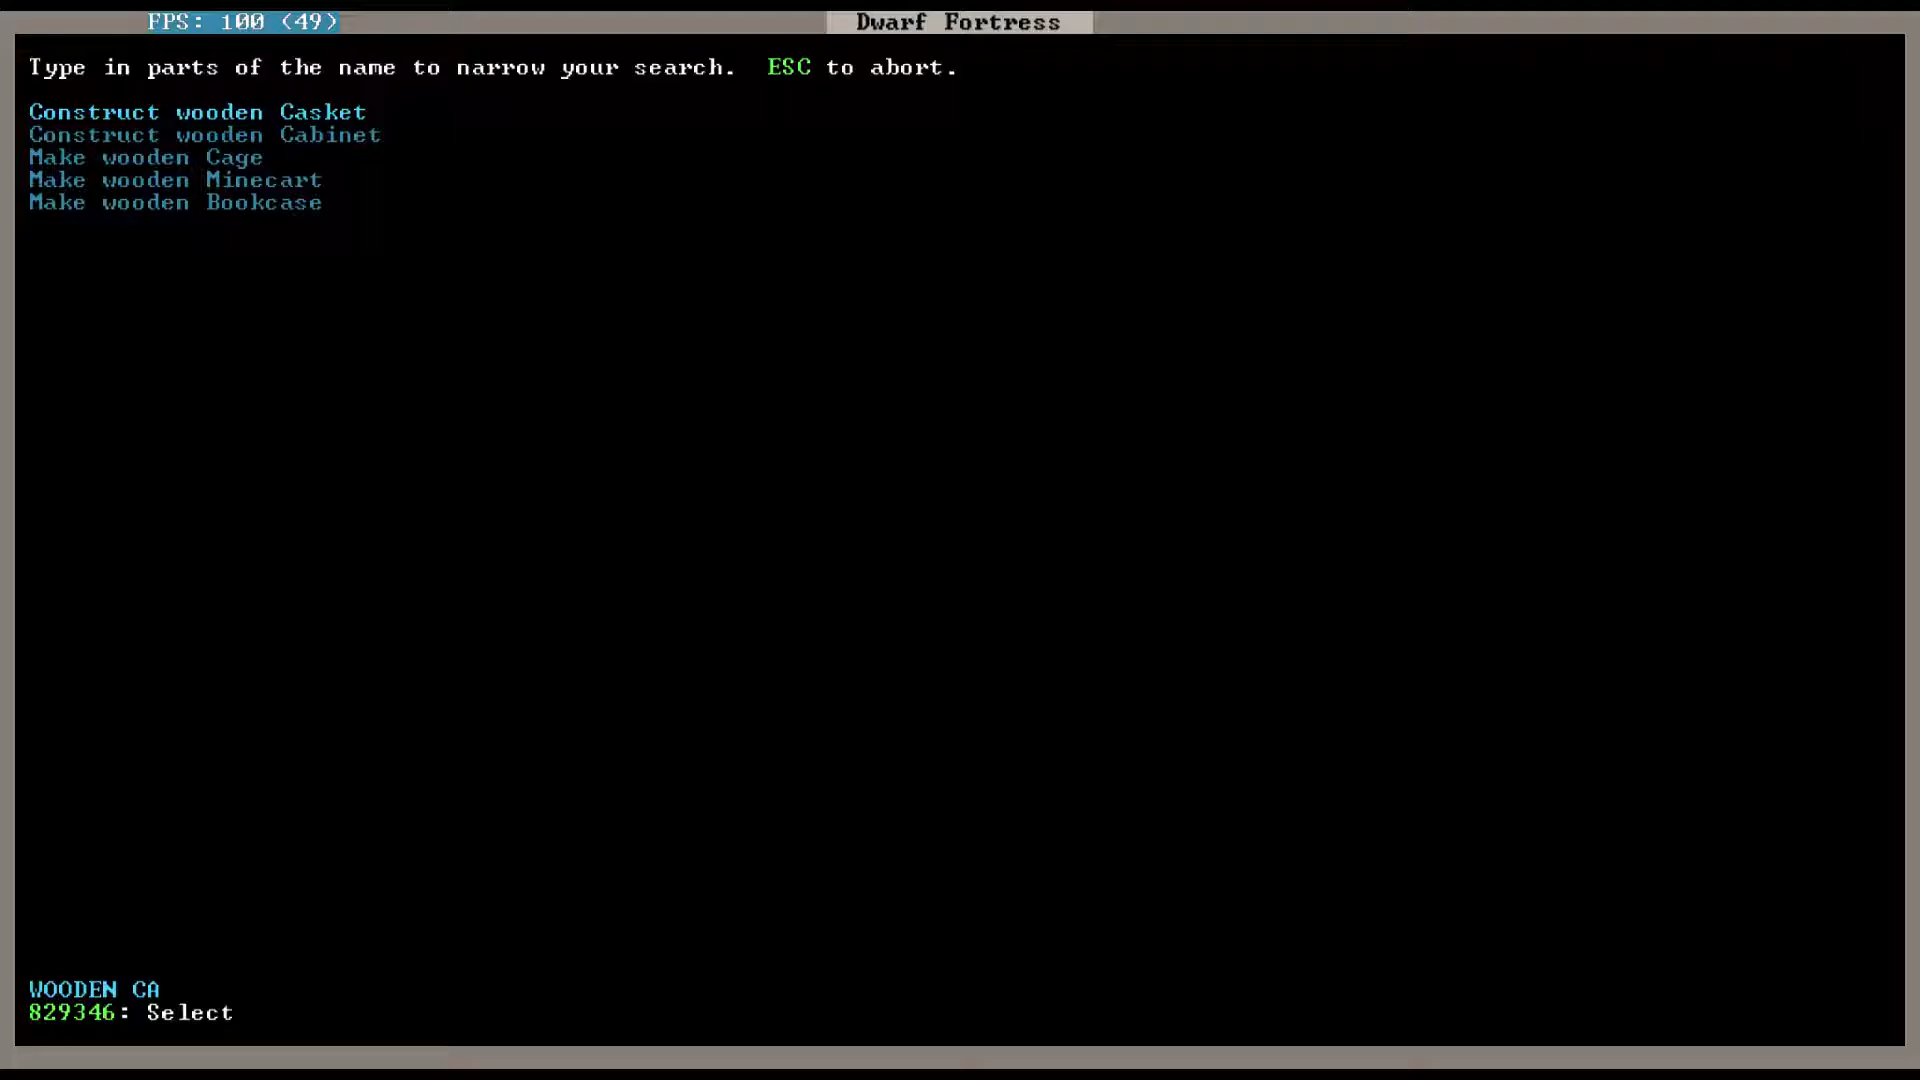 FPS: 100 (49)
Dwarf Fortress
Type in parts of the name to narrow your search.  ESC to abort.
Construct wooden Casket
Construct wooden Cabinet
Make wooden Cage
Make wooden Minecart
Make wooden Bookcase
WOODEN CA
829346: Select